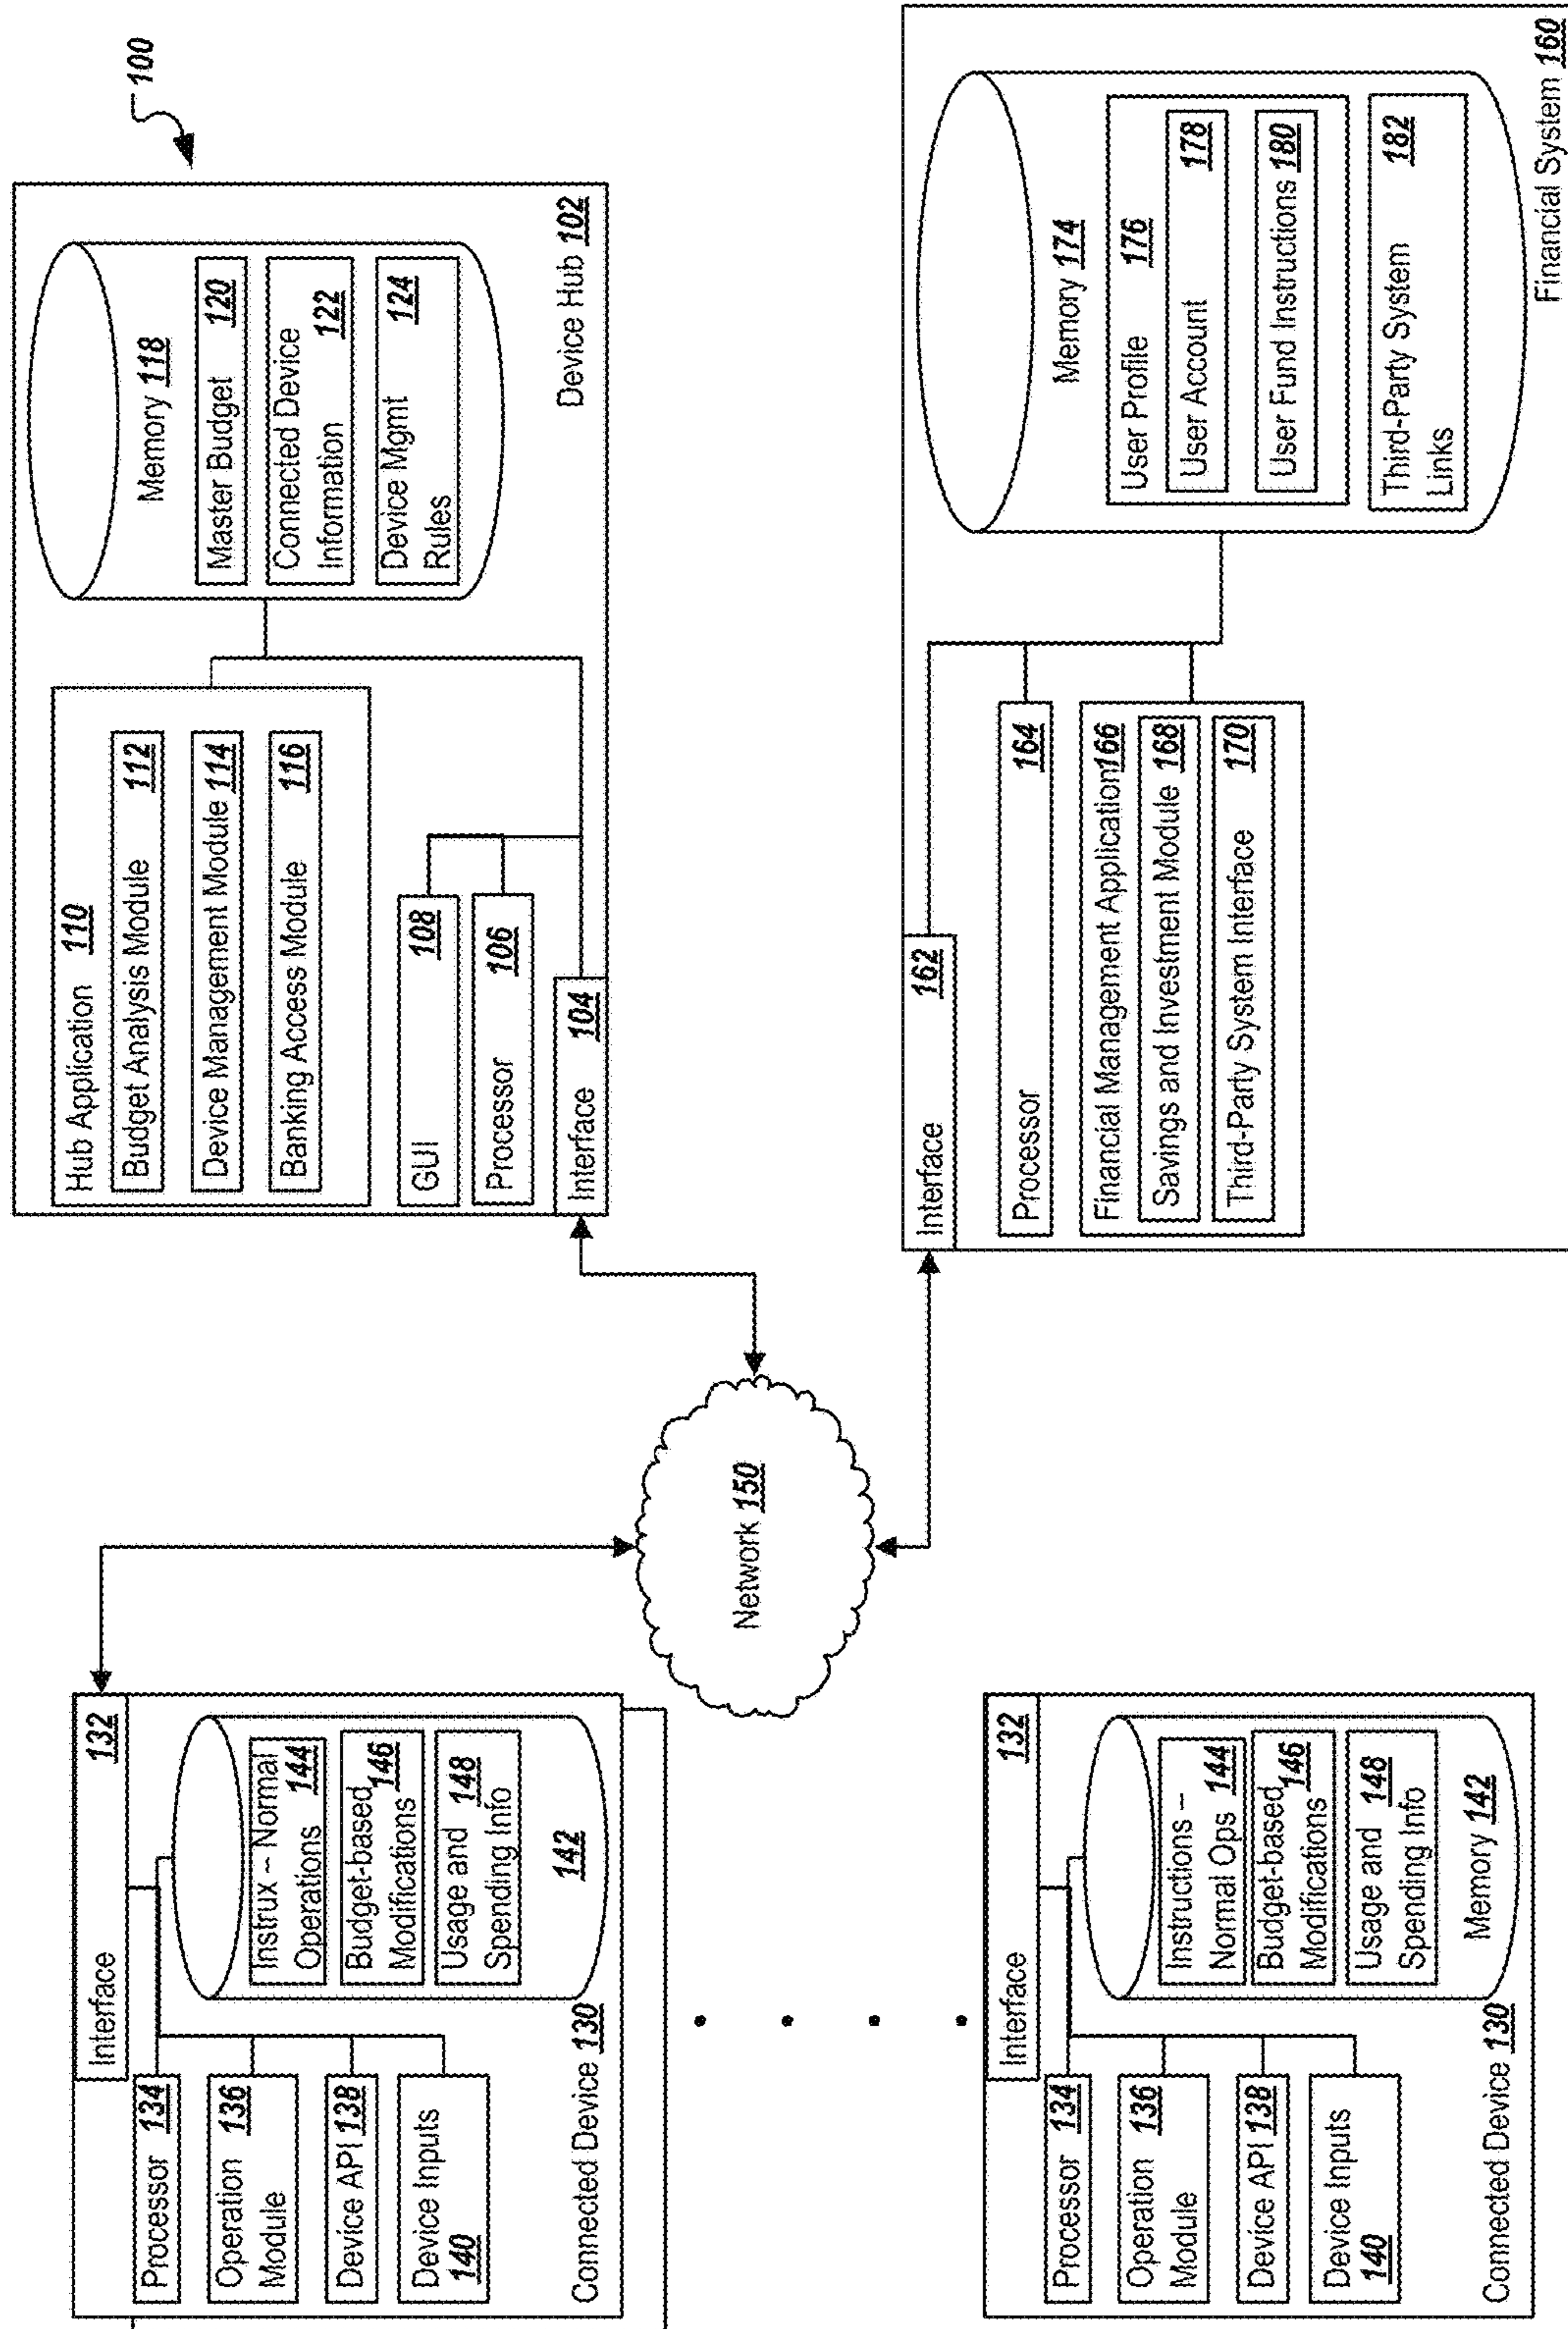 100
Hub Application 110
Budget Analysis Module 112
Device Management Module 114
Banking Access Module 116
GUI 108
Processor 106
Interface 104
Memory 118
Master Budget 120
Connected Device
Information 122
Device Mgmt 124
Rules
Device Hub 102
Interface 132
Processor 134
Operation 136
Module
Device API 138
Device Inputs
140
Instrux – Normal
Operations 144
Budget-based 146
Modifications
Usage and 148
Spending Info
142
Connected Device 130
Network 150
Interface 132
Processor 134
Operation 136
Module
Device API 138
Device Inputs
140
Instructions –
Normal Ops 144
Budget-based 146
Modifications
Usage and 148
Spending Info
Memory 142
Connected Device 130
Interface 162
Processor 164
Financial Management Application 166
Savings and Investment Module 168
Third-Party System Interface 170
Memory 174
User Profile 176
User Account 178
User Fund Instructions 180
Third-Party System 182
Links
Financial System 160